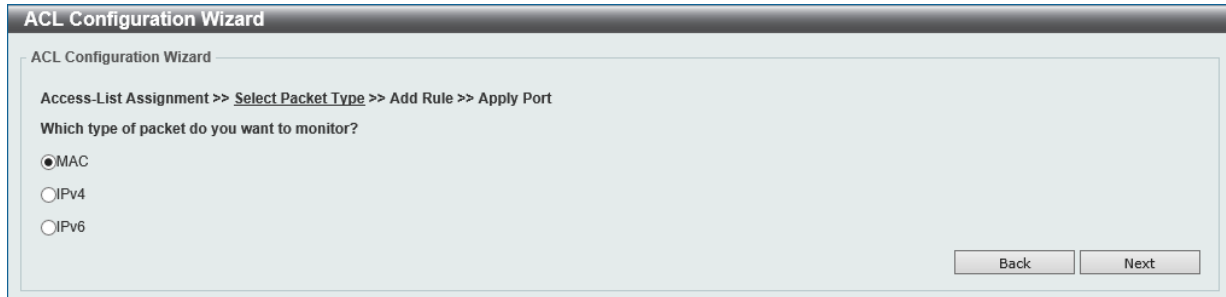 ACL Configuration Wizard
ACL Configuration Wizard
Access-List Assignment >> Select Packet Type >> Add Rule >> Apply Port
Which type of packet do you want to monitor?
MAC
IPv4
IPv6
Back Next